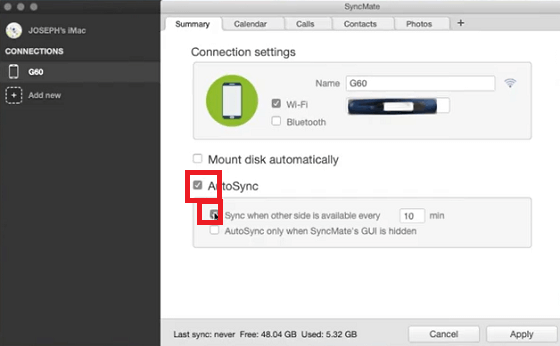 SyncMate
JOSEPH's iMac
CONNECTIONS
G60
Add new
Summary Calendar Calls Contacts Photos +
Connection settings
Name G60
Wi-Fi
Bluetooth
Mount disk automatically
AutoSync
Sync when other side is available every 10 min
AutoSync only when SyncMate's GUI is hidden
Last sync: never Free: 48.04 GB Used: 5.32 GB Cancel Apply